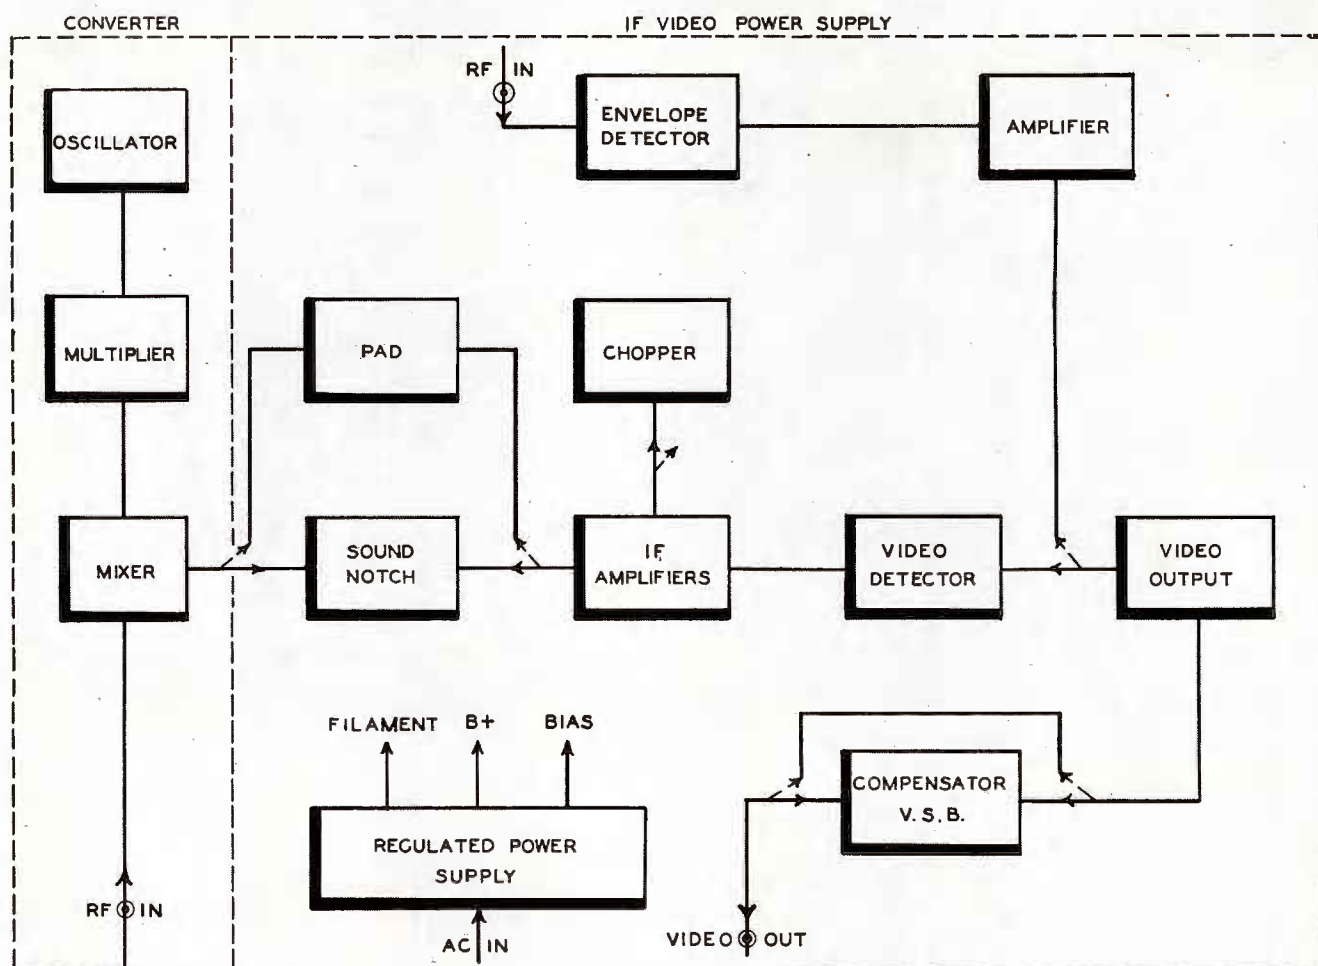 CONVERTER
IF VIDEO POWER SUPPLY
RF IN
OSCILLATOR
ENVELOPE
DETECTOR
AMPLIFIER
MULTIPLIER
PAD
CHOPPER
MIXER
SOUND
NOTCH
IF
AMPLIFIERS
VIDEO
DETECTOR
VIDEO
OUTPUT
FILAMENT
B+
BIAS
COMPENSATOR
V.S.B.
REGULATED POWER
SUPPLY
RF IN
AC IN
VIDEO OUT